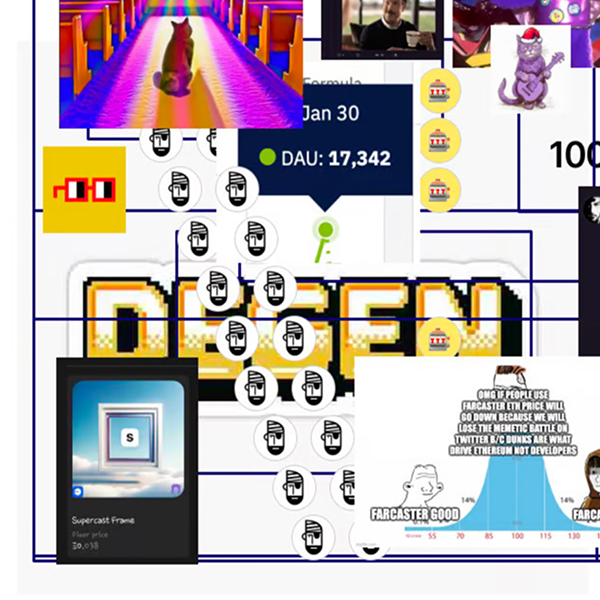 Formula
Jan 30
DAU: 17,342
100
DEGEN
OMG IF PEOPLE USE
FARCASTER ETH PRICE WILL
GO DOWN BECAUSE WE WILL
LOSE THE MEMETIC BATTLE ON
TWITTER B/C DUNKS ARE WHAT
DRIVE ETHEREUM NOT DEVELOPERS
S
14%
14%
FARCASTER GOOD
FARCA
55 70 85 100 115 130
Supercast Frame
Floor price
Ξ0.038